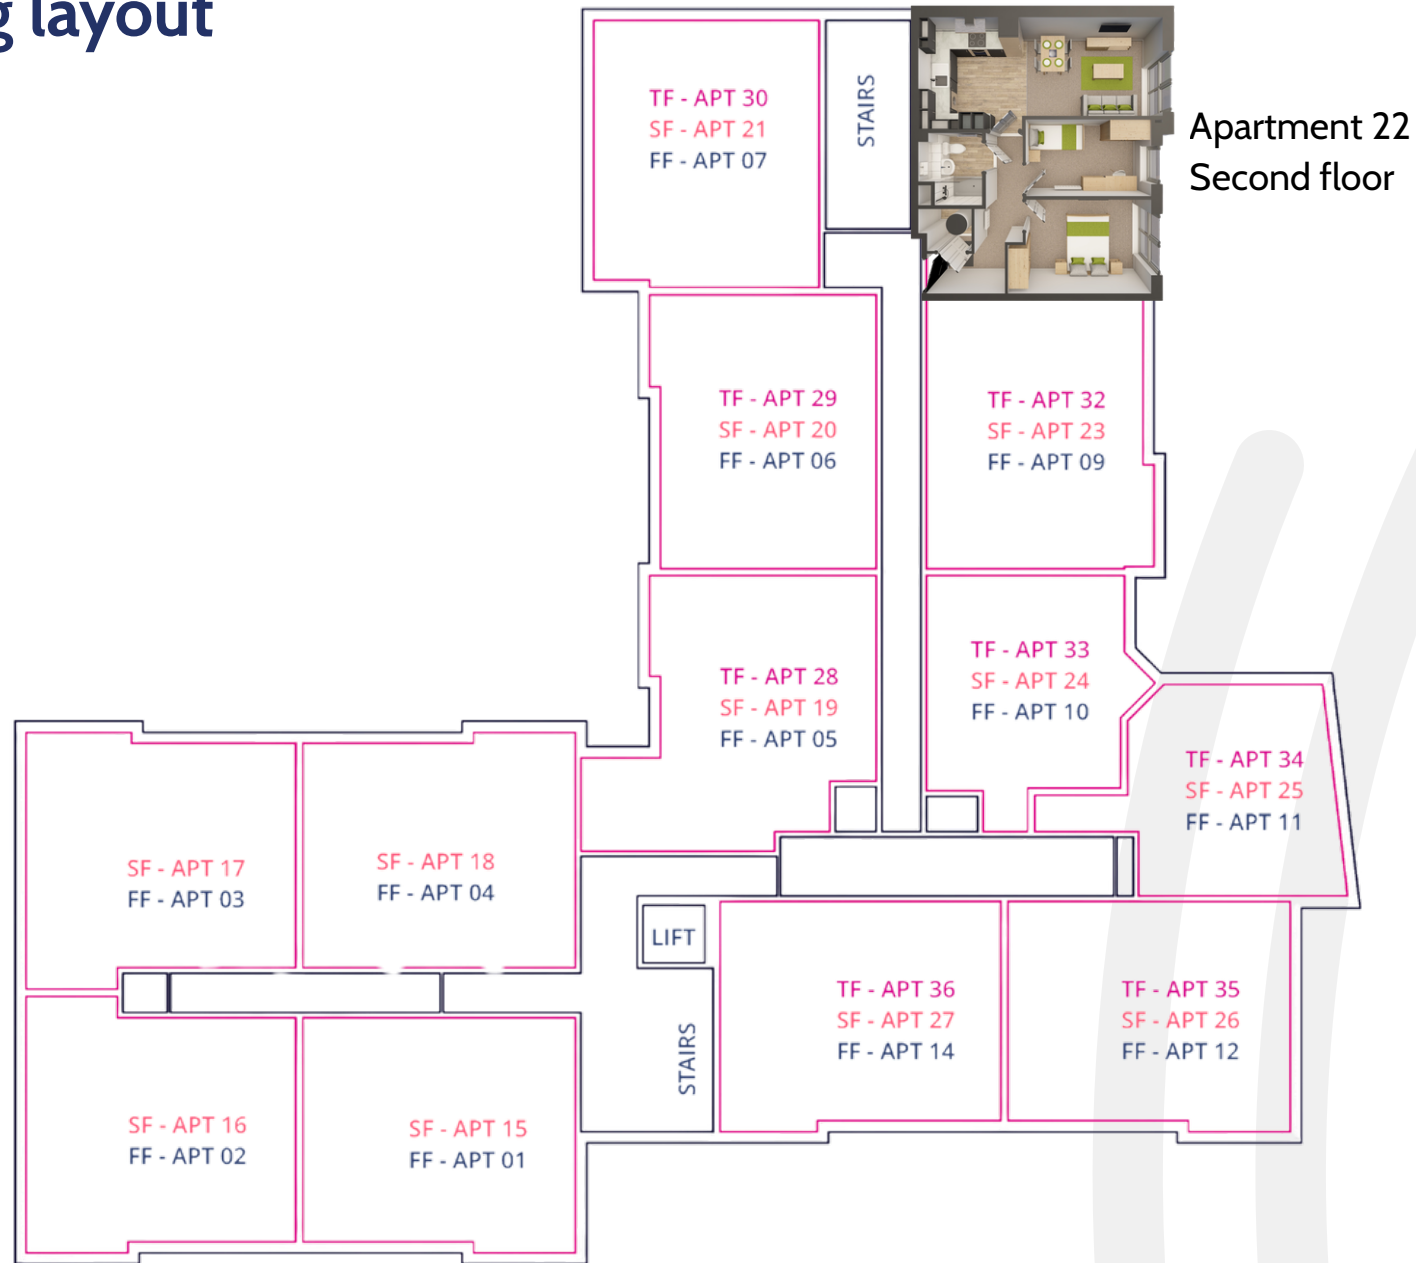 g layout
TF - APT 30
SF - APT 21
FF - APT 07
STAIRS
Apartment 22
Second floor
TF - APT 29
SF - APT 20
FF - APT 06
TF - APT 32
SF - APT 23
FF - APT 09
TF - APT 28
SF - APT 19
FF - APT 05
TF - APT 33
SF - APT 24
FF - APT 10
TF - APT 34
SF - APT 25
FF - APT 11
SF - APT 17
FF - APT 03
SF - APT 18
FF - APT 04
LIFT
STAIRS
TF - APT 36
SF - APT 27
FF - APT 14
TF - APT 35
SF - APT 26
FF - APT 12
SF - APT 16
FF - APT 02
SF - APT 15
FF - APT 01